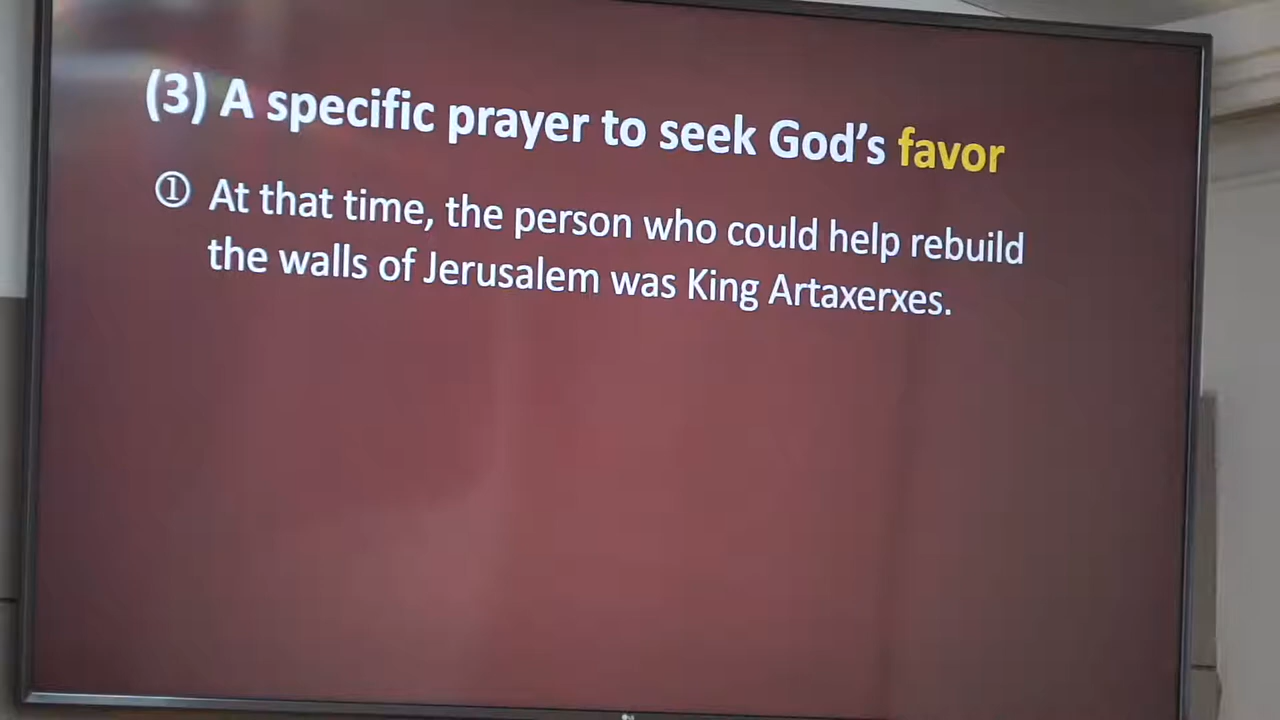 (3) A specific prayer to seek God's favor
① At that time, the person who could help rebuild
the walls of Jerusalem was King Artaxerxes.